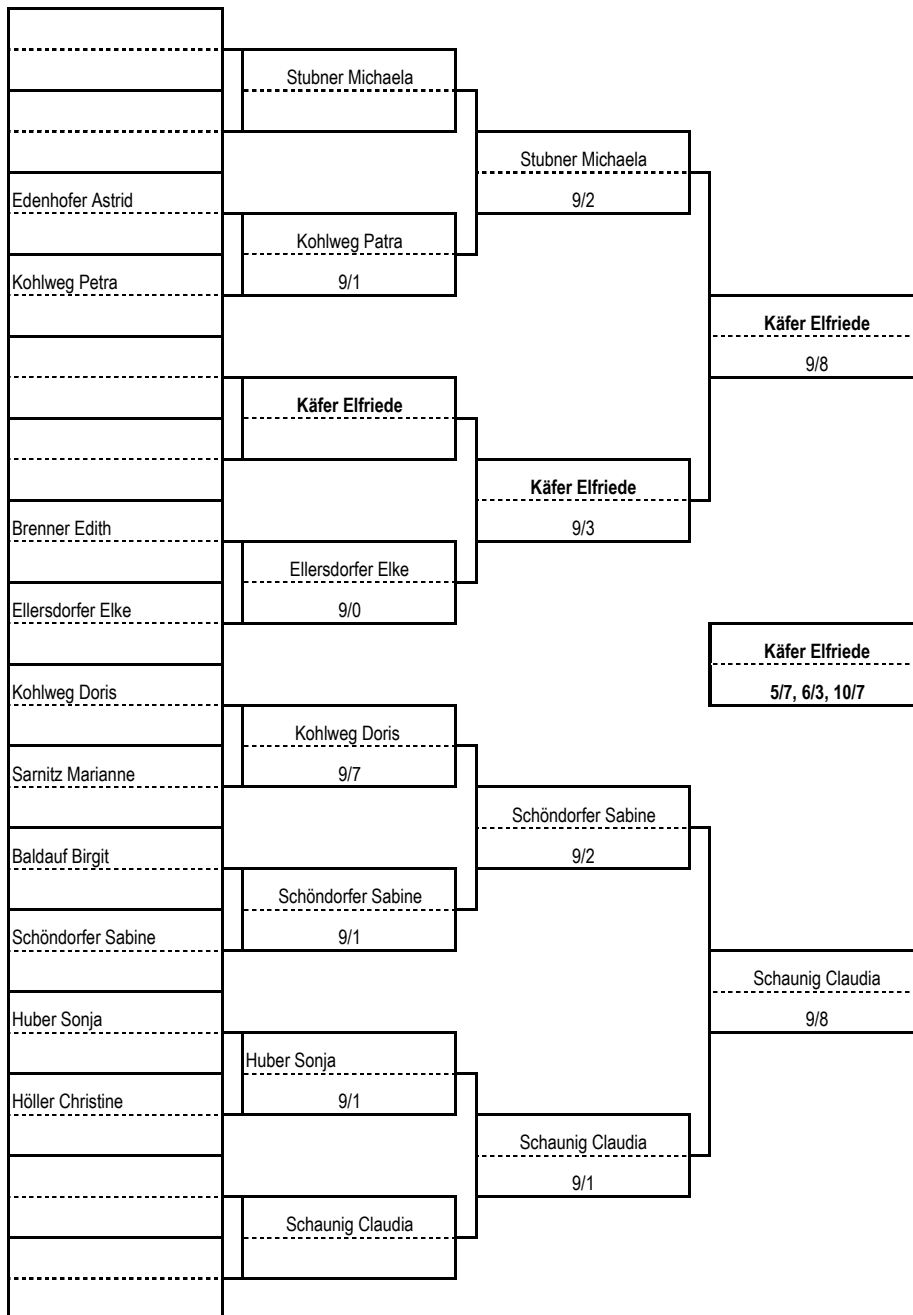 Edenhofer Astrid
Kohlweg Petra
Brenner Edith
Ellersdorfer Elke
Kohlweg Doris
Sarnitz Marianne
Baldauf Birgit
Schöndorfer Sabine
Huber Sonja
Höller Christine
Stubner Michaela
Kohlweg Patra
9/1
Käfer Elfriede
Ellersdorfer Elke
9/0
Kohlweg Doris
9/7
Schöndorfer Sabine
9/1
Huber Sonja
9/1
Schaunig Claudia
Stubner Michaela
9/2
Käfer Elfriede
9/3
Schöndorfer Sabine
9/2
Schaunig Claudia
9/1
Käfer Elfriede
9/8
Käfer Elfriede
5/7, 6/3, 10/7
Schaunig Claudia
9/8